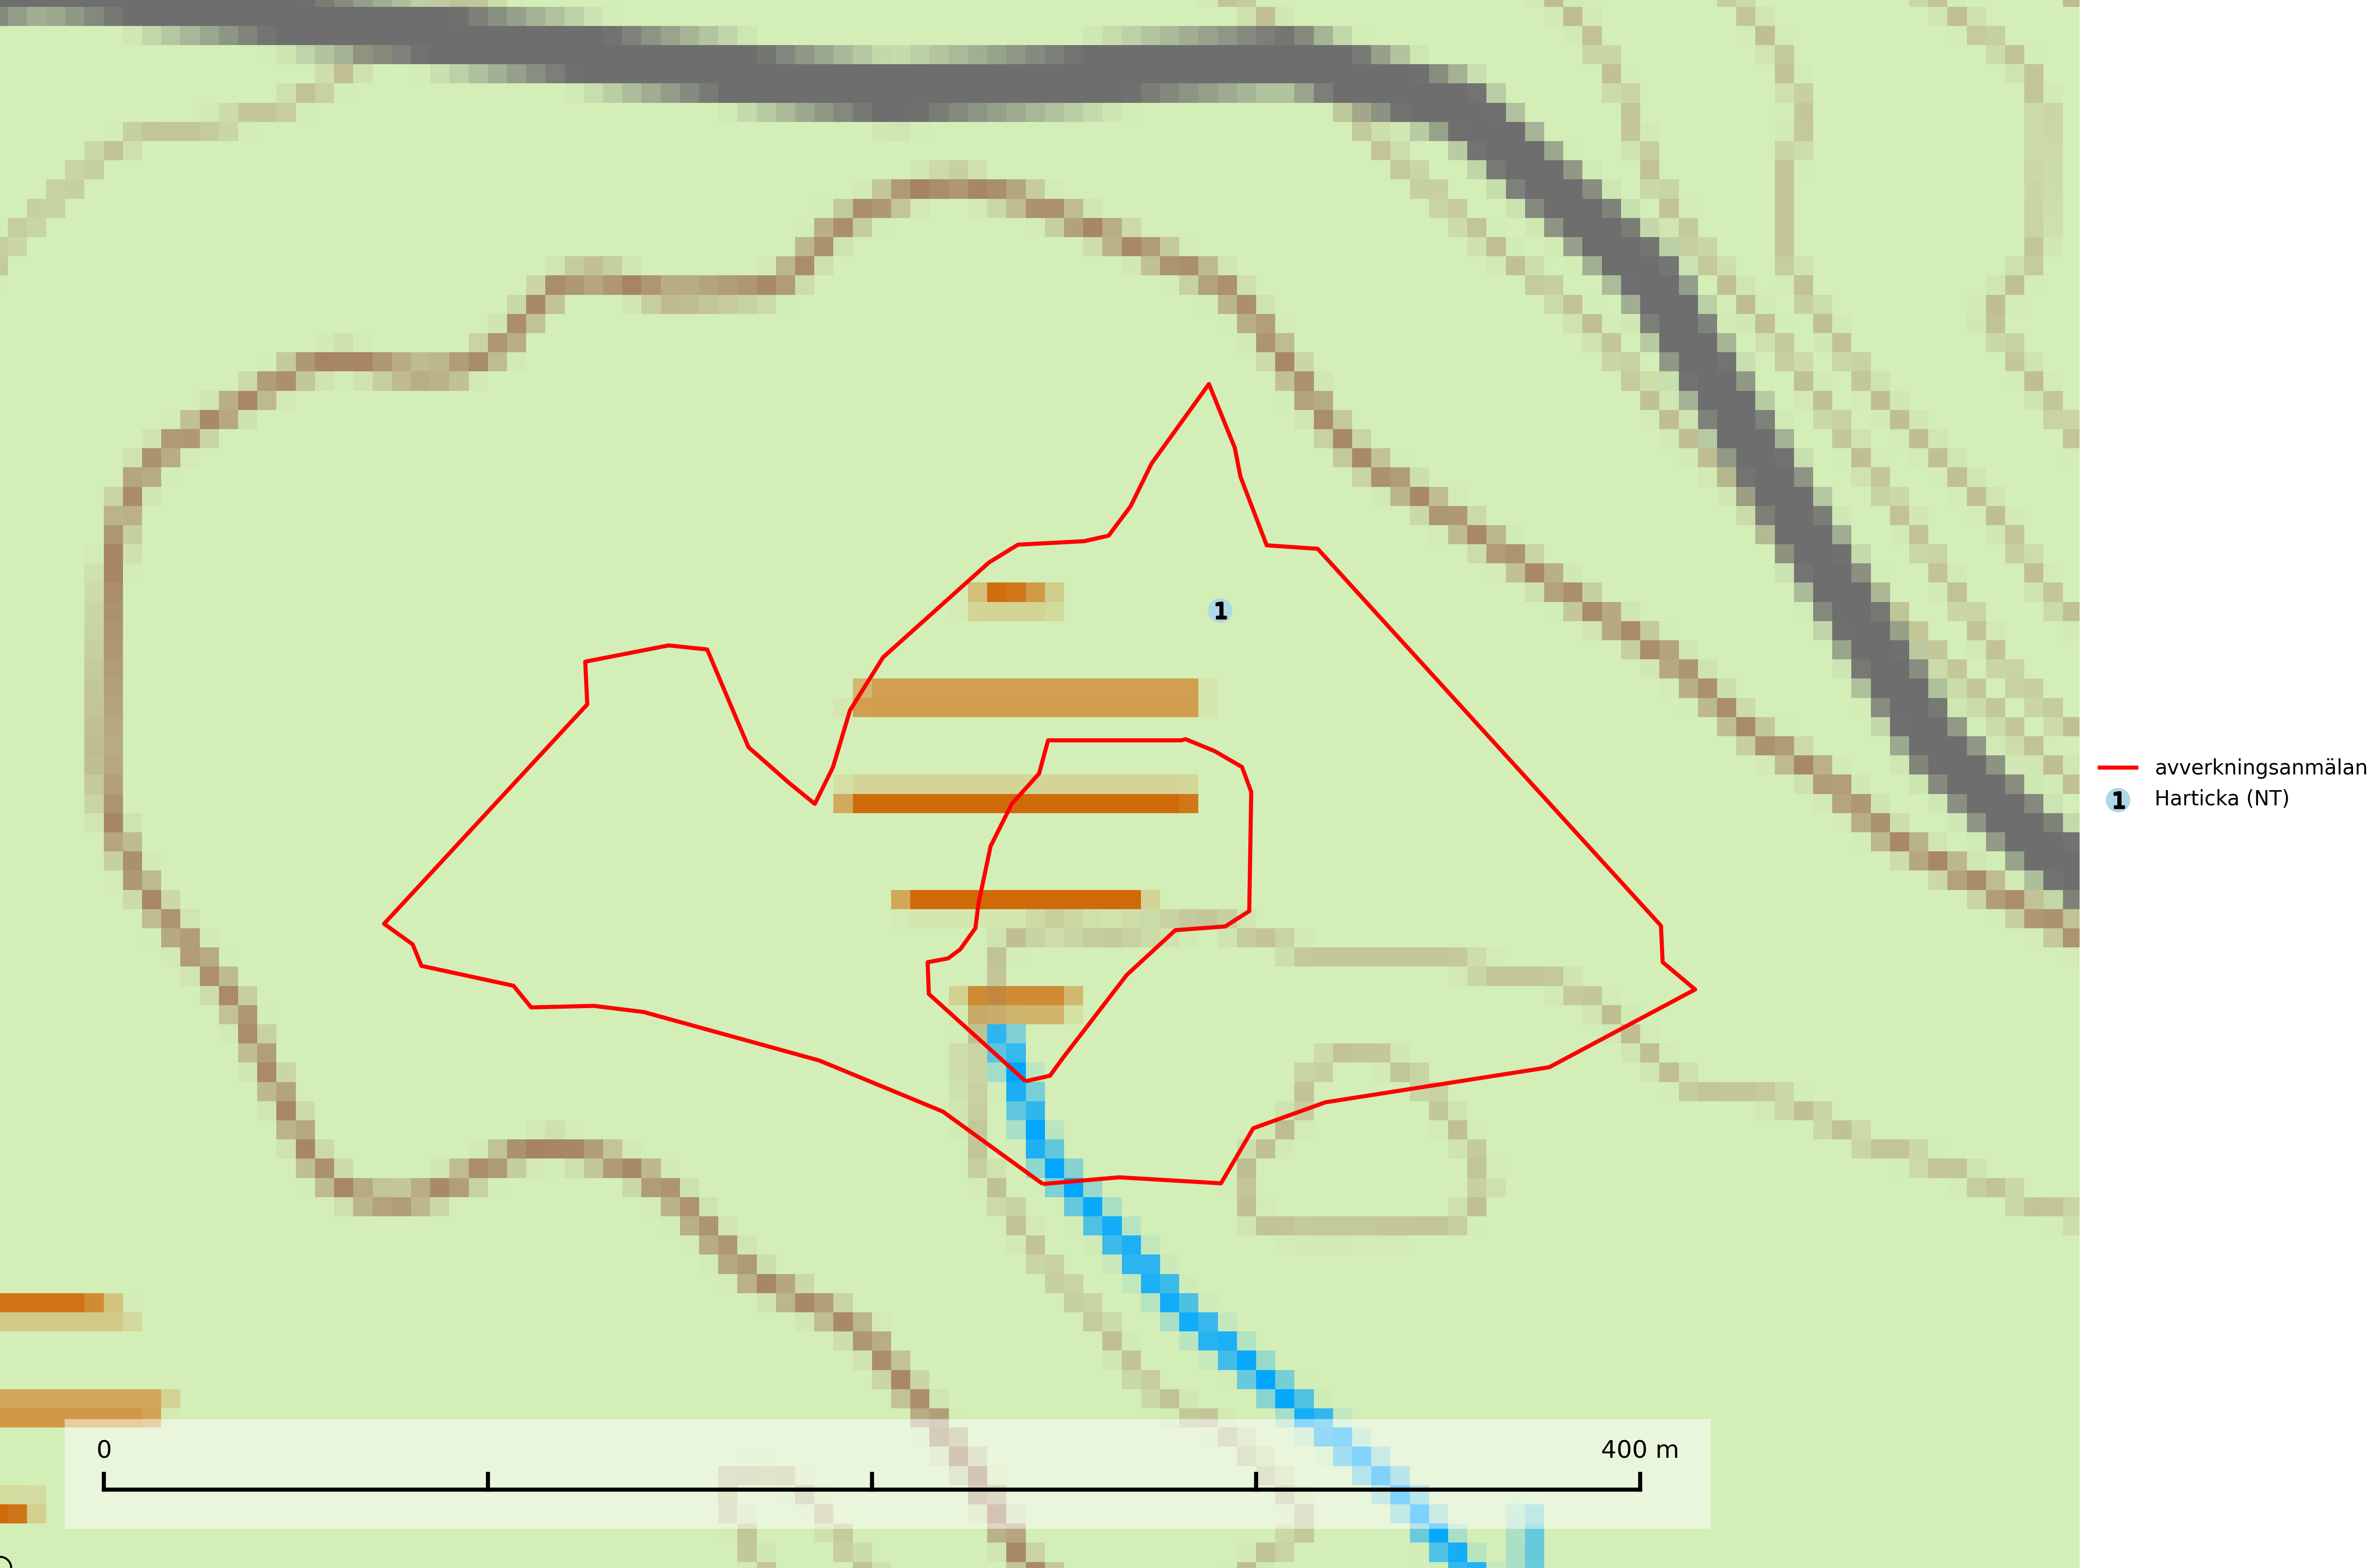 1
avverkningsanmälan
1 Harticka (NT)
0 400 m